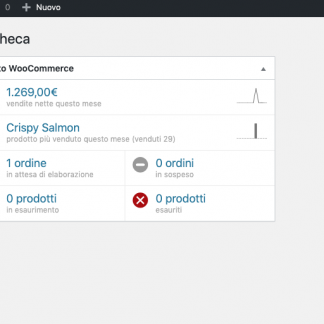 0 + Nuovo
heca
to WooCommerce
1.269,00€
vendite nette questo mese
Crispy Salmon
prodotto più venduto questo mese (venduti 29)
1 ordine
in attesa di elaborazione
0 ordini
in sospeso
0 prodotti
in esaurimento
0 prodotti
esauriti